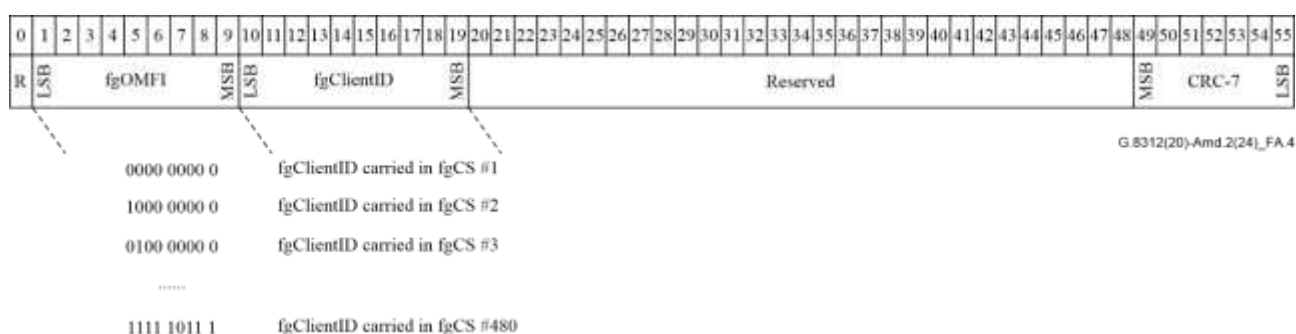 0 1 2 3 4 5 6 7 8 9 10 11 12 13 14 15 16 17 18 19 20 21 22 23 24 25 26 27 28 29 30 31 32 33 34 35 36 37 38 39 40 41 42 43 44 45 46 47 48 49 50 51 52 53 54 55
R LSB fgOMFI MSB LSB fgClientID MSB Reserved MSB CRC-7 LSB
G.8312(20)-Amd.2(24)_FA.4
0000 0000 0 fgClientID carried in fgCS #1
1000 0000 0 fgClientID carried in fgCS #2
0100 0000 0 fgClientID carried in fgCS #3
......
1111 1011 1 fgClientID carried in fgCS #480